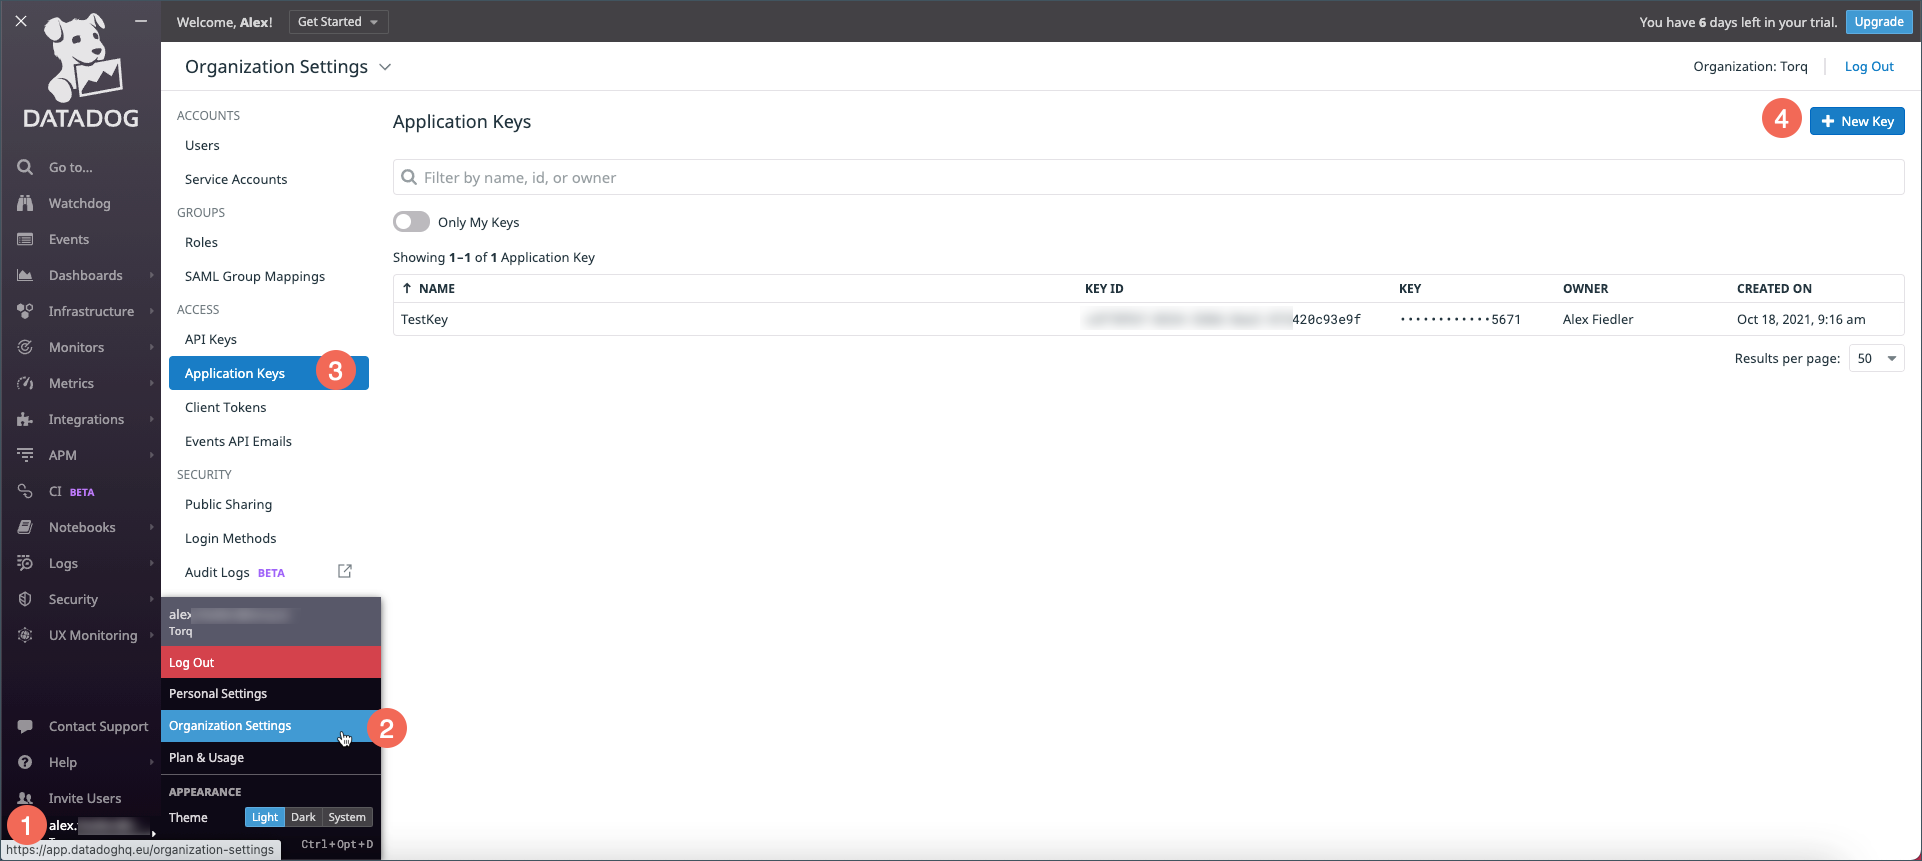 Welcome, Alex!
Get Started
You have 6 days left in your trial.
Upgrade
DATADOG
Go to...
Watchdog
Events
Dashboards
Infrastructure
Monitors
Metrics
Integrations
APM
CI BETA
Notebooks
Logs
Security
UX Monitoring
Contact Support
Help
Invite Users
1
alex.
https://app.datadoghq.eu/organization-settings
Organization Settings
Organization: Torq
Log Out
ACCOUNTS
Users
Service Accounts
GROUPS
Roles
SAML Group Mappings
ACCESS
API Keys
Application Keys
3
Client Tokens
Events API Emails
SECURITY
Public Sharing
Login Methods
Audit Logs BETA
alex
Torq
Log Out
Personal Settings
Organization Settings
2
Plan & Usage
APPEARANCE
Theme
Light
Dark
System
Ctrl+Opt+D
Application Keys
4
+ New Key
Filter by name, id, or owner
Only My Keys
Showing 1–1 of 1 Application Key
↑ NAME KEY ID KEY OWNER CREATED ON
TestKey 420c93e9f ••••••••••••5671 Alex Fiedler Oct 18, 2021, 9:16 am
Results per page: 50